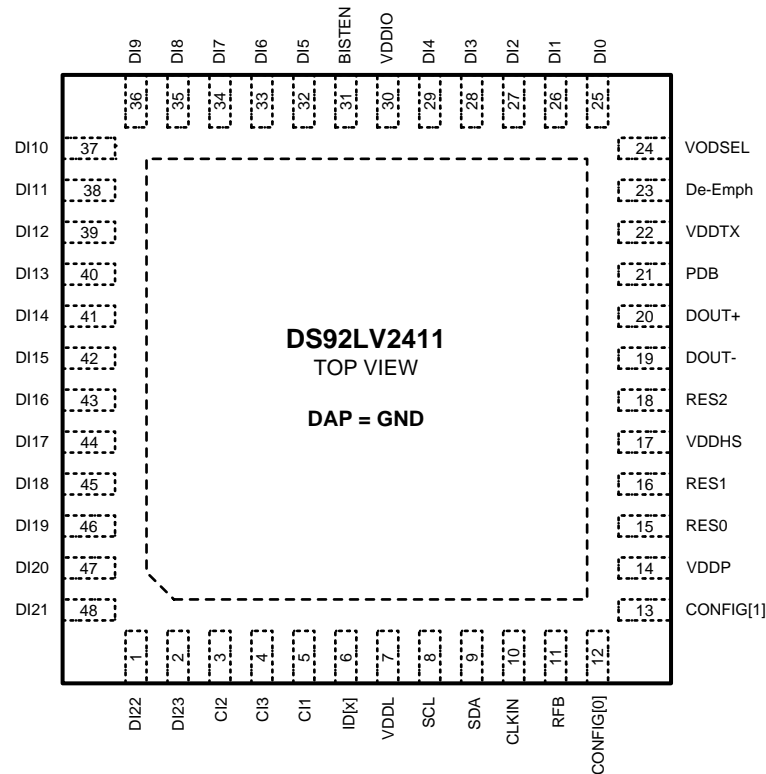 DI9 DI8 DI7 DI6 DI5 BISTEN VDDIO DI4 DI3 DI2 DI1 DI0
36 35 34 33 32 31 30 29 28 27 26 25
DI10 37 24 VODSEL
DI11 38 23 De-Emph
DI12 39 22 VDDTX
DI13 40 21 PDB
DI14 41 20 DOUT+
DI15 42 19 DOUT-
DI16 43 18 RES2
DI17 44 17 VDDHS
DI18 45 16 RES1
DI19 46 15 RES0
DI20 47 14 VDDP
DI21 48 13 CONFIG[1]
DS92LV2411
TOP VIEW
DAP = GND
1 2 3 4 5 6 7 8 9 10 11 12
DI22 DI23 CI2 CI3 CI1 ID[x] VDDL SCL SDA CLKIN RFB CONFIG[0]